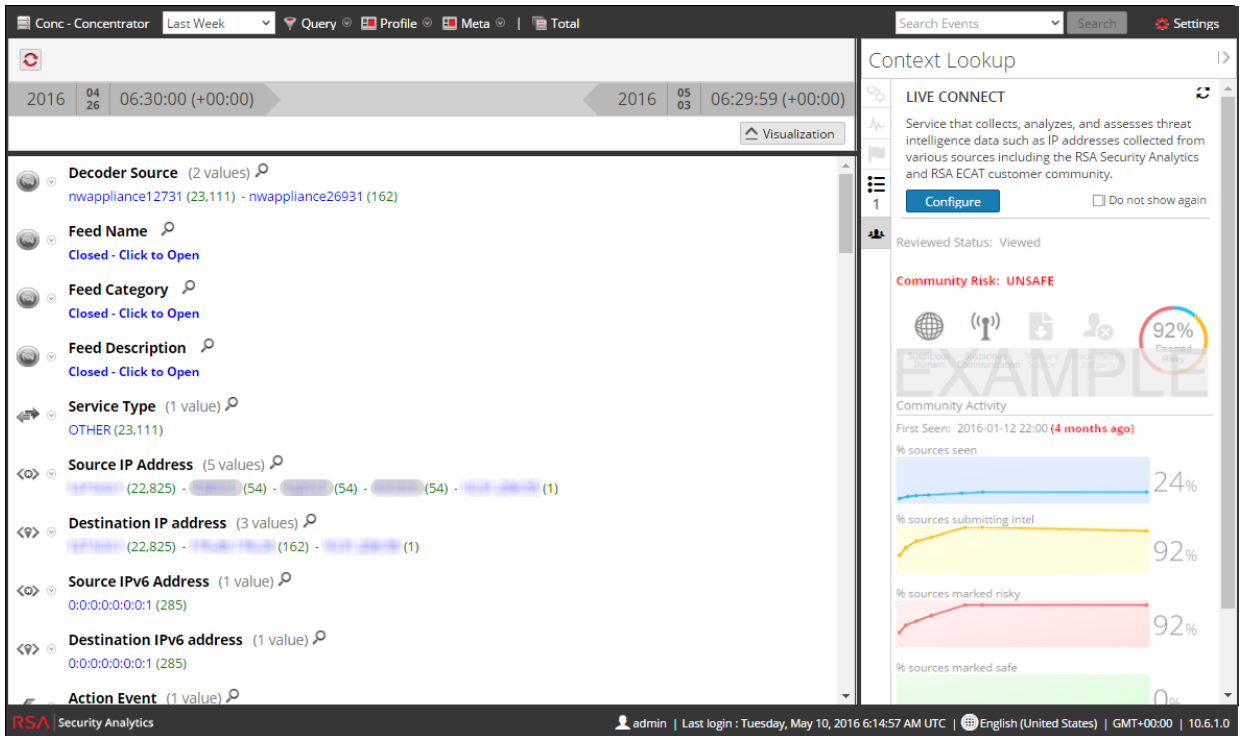 Conc - Concentrator Last Week Query Profile Meta | Total Search Events Search Settings
2016 04 26 06:30:00 (+00:00) 2016 05 03 06:29:59 (+00:00)
Visualization
Decoder Source (2 values)
nwappliance12731 (23,111) - nwappliance26931 (162)
Feed Name
Closed - Click to Open
Feed Category
Closed - Click to Open
Feed Description
Closed - Click to Open
Service Type (1 value)
OTHER (23,111)
Source IP Address (5 values)
(22,825) - (54) - (54) - (54) - (1)
Destination IP address (3 values)
(22,825) - (162) - (1)
Source IPv6 Address (1 value)
0:0:0:0:0:0:0:1 (285)
Destination IPv6 address (1 value)
0:0:0:0:0:0:0:1 (285)
Action Event (1 value)
Context Lookup
1
LIVE CONNECT
Service that collects, analyzes, and assesses threat
intelligence data such as IP addresses collected from
various sources including the RSA Security Analytics
and RSA ECAT customer community.
Configure Do not show again
Reviewed Status: Viewed
Community Risk: UNSAFE
92%
Deemed
Risky
Suspicious Domain
Suspicious Communication
EXAMPLE
Community Activity
First Seen: 2016-01-12 22:00 (4 months ago)
% sources seen
24%
% sources submitting intel
92%
% sources marked risky
92%
% sources marked safe
0%
RSA Security Analytics admin | Last login : Tuesday, May 10, 2016 6:14:57 AM UTC | English (United States) | GMT+00:00 | 10.6.1.0